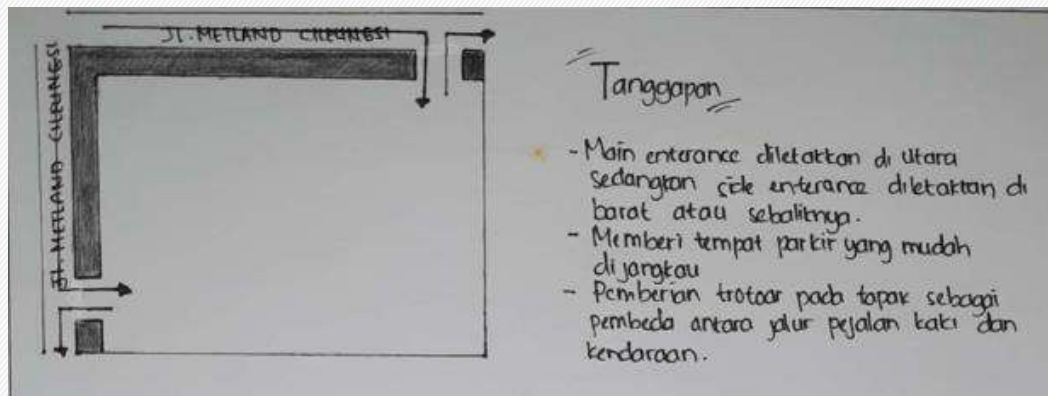 JL. METLAND CILEUNGSI
JL. METLAND CILEUNGSI
Tanggapan
- Main enterance diletakkan di utara
sedangkan side enterance diletakkan di
barat atau sebaliknya.
- Memberi tempat parkir yang mudah
dijangkau
- Pemberian trotoar pada tapak sebagai
pembeda antara jalur pejalan kaki dan
kendaraan.